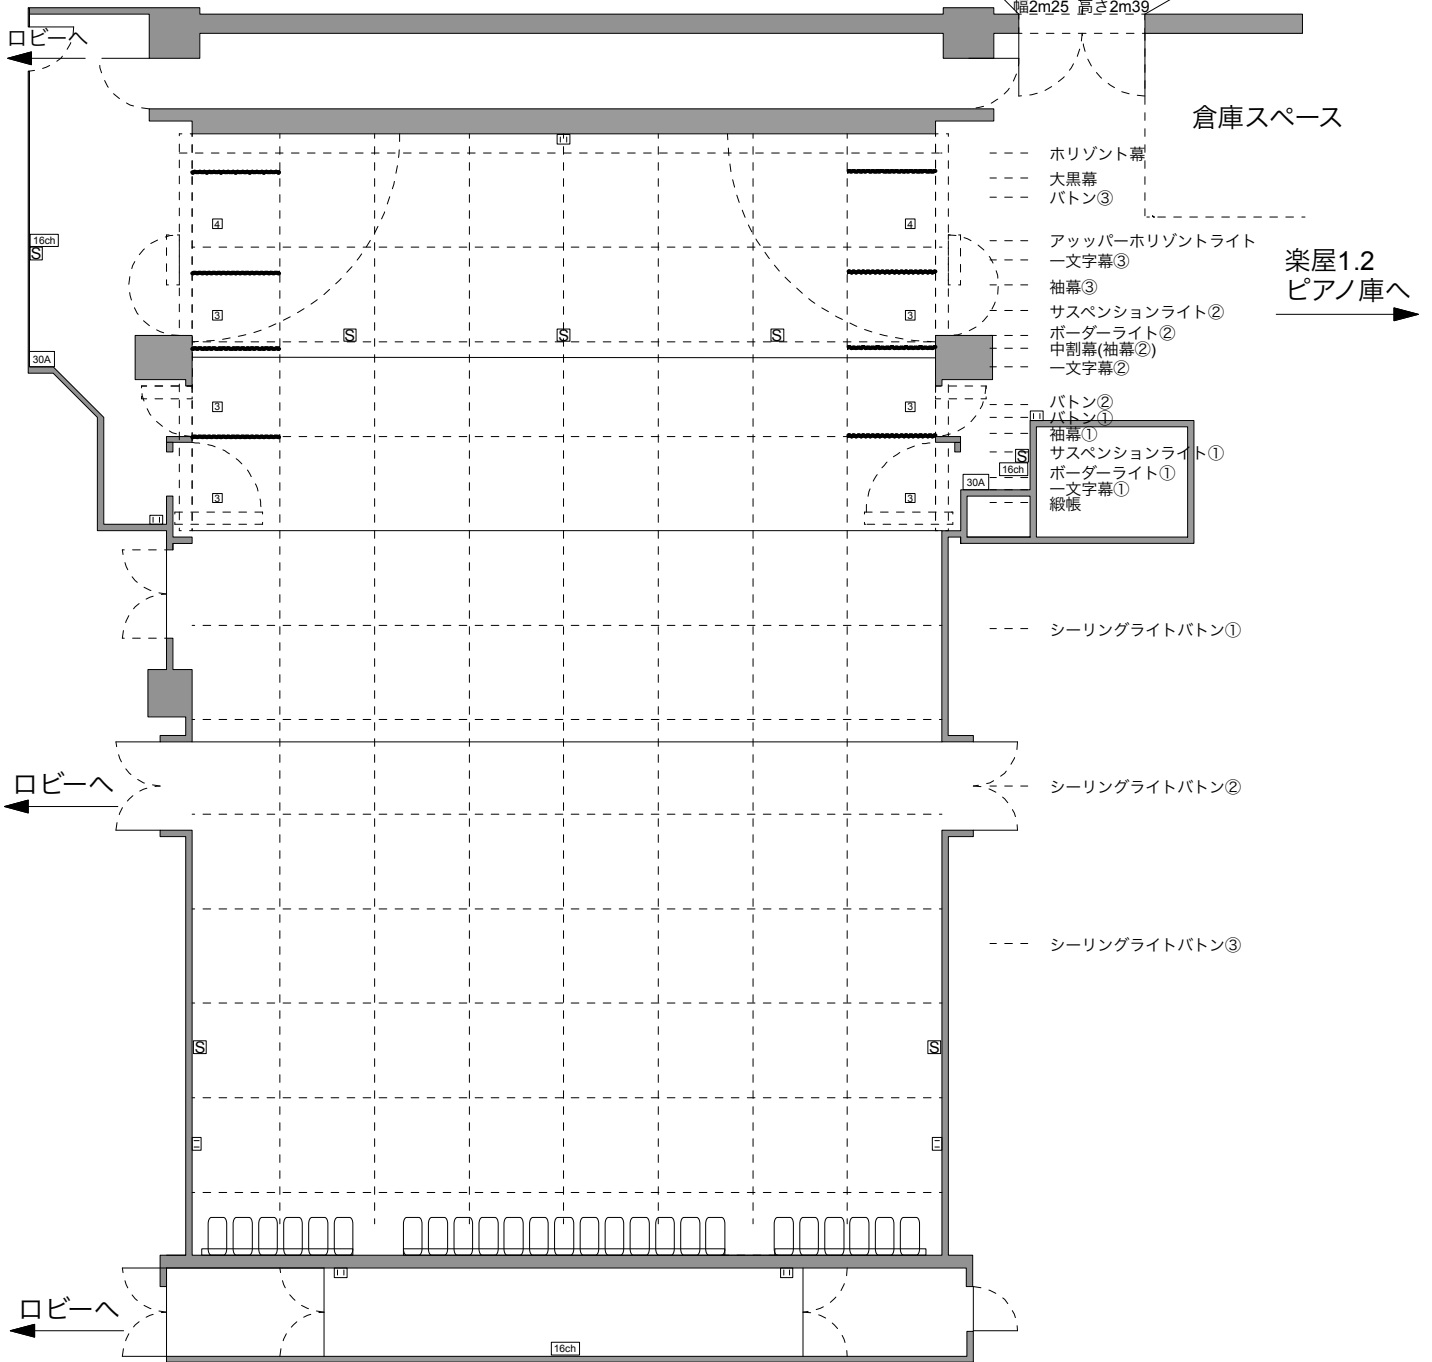 幅2m25 高さ2m39
ロビーへ
倉庫スペース
ホリゾント幕
大黒幕
バトン③
4
4
16ch
S
アッッパーホリゾントライト
一文字幕③
楽屋1.2
ピアノ庫へ
袖幕③
3
3
サスペンションライト②
S
S
S
ボーダーライト②
中割幕(袖幕②)
30A
一文字幕②
バトン②
3
3
バトン①
袖幕①
サスペンションライト①
S
16ch
ボーダーライト①
30A
一文字幕①
3
3
緞帳
シーリングライトバトン①
ロビーへ
シーリングライトバトン②
シーリングライトバトン③
S
S
ロビーへ
16ch